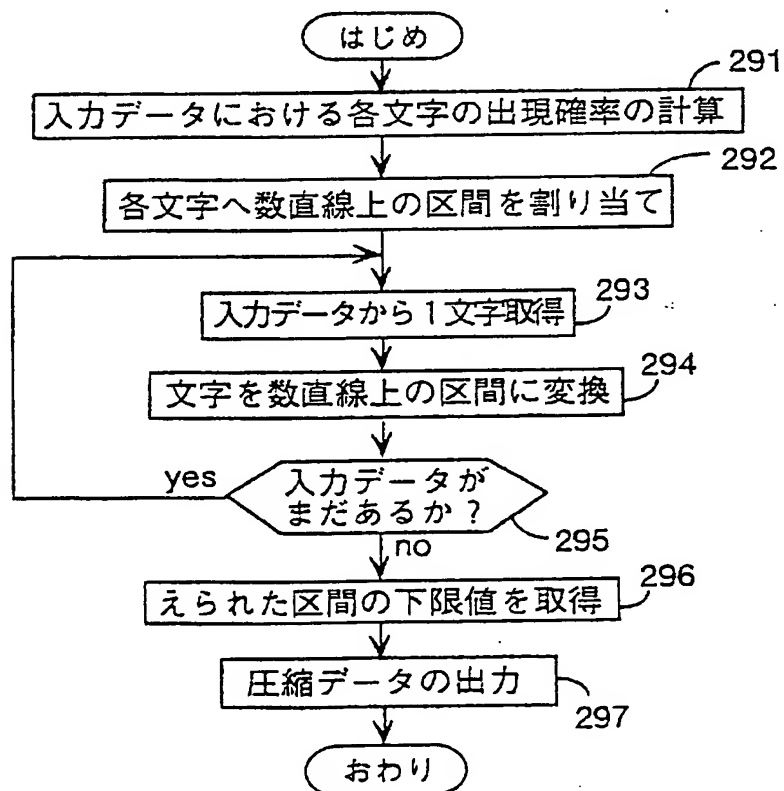 はじめ
291
入力データにおける各文字の出現確率の計算
292
各文字へ数直線上の区間を割り当て
293
入力データから1文字取得
294
文字を数直線上の区間に変換
yes
入力データが
まだあるか?
295
no
296
えられた区間の下限値を取得
圧縮データの出力
297
おわり